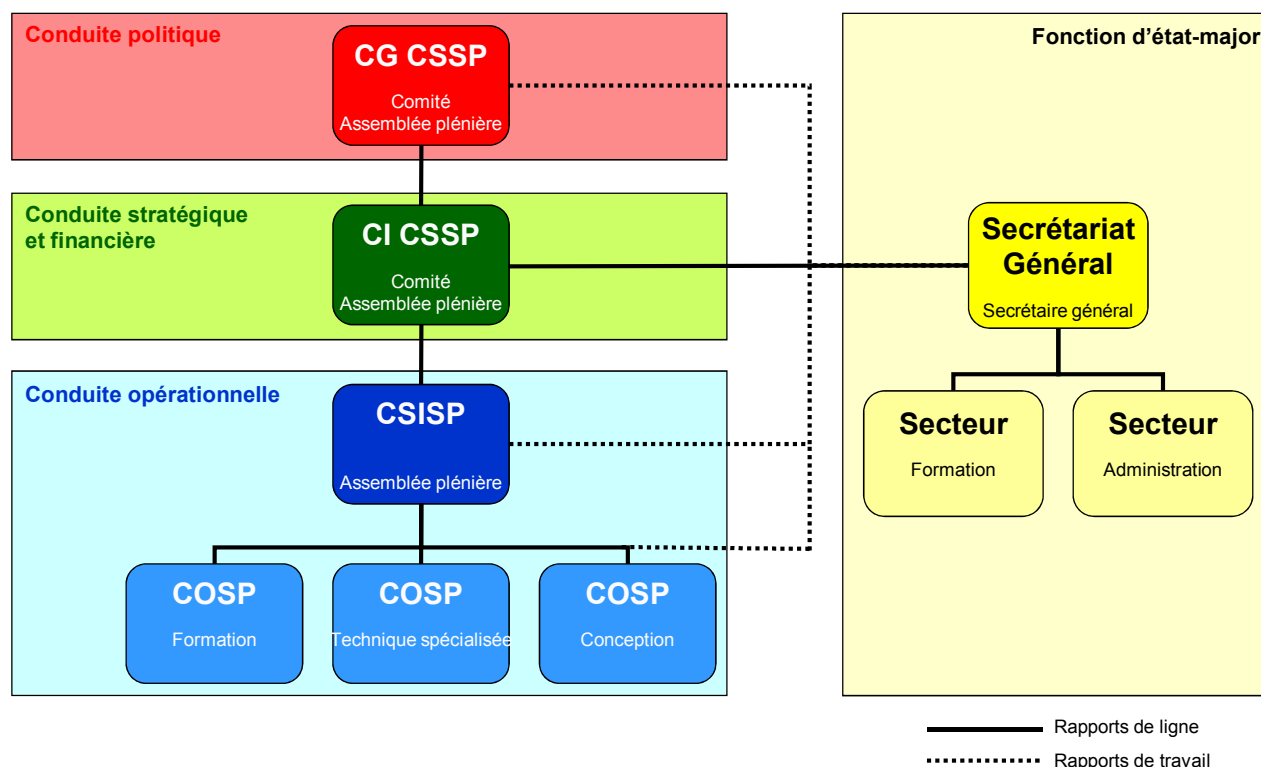 Conduite politique
CG CSSP
Comité
Assemblée plénière
Conduite stratégique
et financière
CI CSSP
Comité
Assemblée plénière
Conduite opérationnelle
CSISP
Assemblée plénière
COSP
Formation
COSP
Technique spécialisée
COSP
Conception
Fonction d’état-major
Secrétariat
Général
Secrétaire général
Secteur
Formation
Secteur
Administration
Rapports de ligne
Rapports de travail